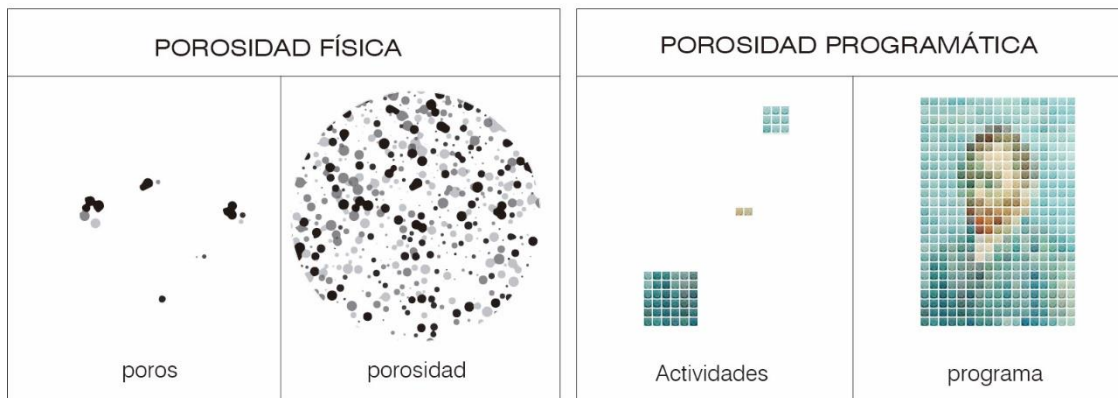 POROSIDAD FÍSICA
POROSIDAD PROGRAMÁTICA
poros
porosidad
Actividades
programa